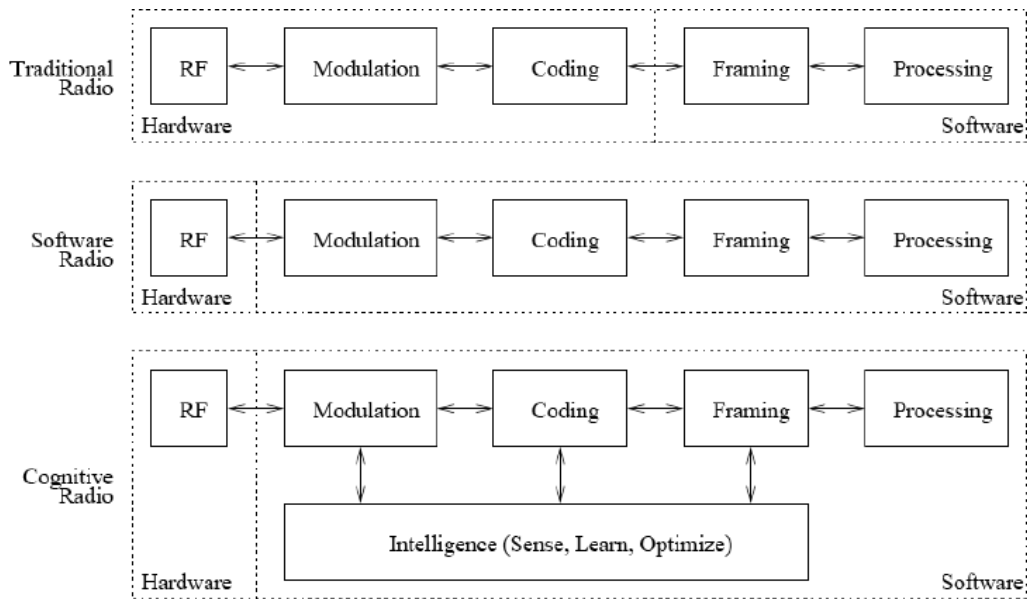 Traditional
Radio
RF
Modulation
Coding
Framing
Processing
Hardware
Software
Software
Radio
RF
Modulation
Coding
Framing
Processing
Hardware
Software
Cognitive
Radio
RF
Modulation
Coding
Framing
Processing
Intelligence (Sense, Learn, Optimize)
Hardware
Software